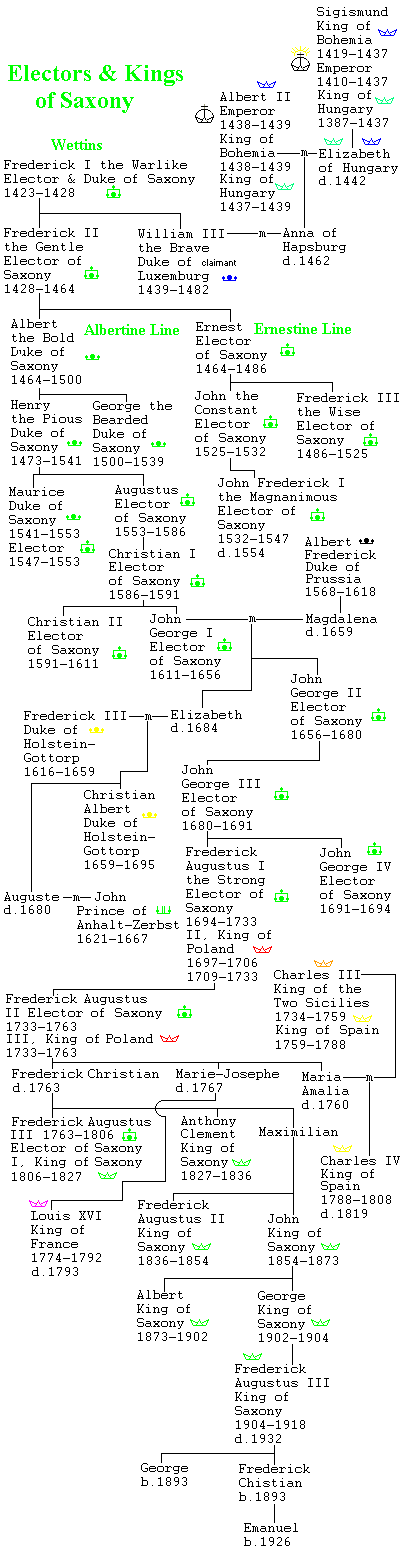 Sigismund
King of
Bohemia
1419-1437
Emperor
1410-1437
King of
Hungary
1387-1437
Electors & Kings
of Saxony
Albert II
Emperor
1438-1439
King of
Bohemia
1438-1439
King of
Hungary
1437-1439
m
Elizabeth
of Hungary
d.1442
Wettins
Frederick I the Warlike
Elector & Duke of Saxony
1423-1428
Frederick II
the Gentle
Elector of
Saxony
1428-1464
William III
the Brave
Duke of claimant
Luxemburg
1439-1482
m
Anna of
Hapsburg
d.1462
Albert
the Bold
Duke of
Saxony
1464-1500
Albertine Line
Ernest
Elector
of Saxony
1464-1486
Ernestine Line
Henry
the Pious
Duke of
Saxony
1473-1541
George the
Bearded
Duke of
Saxony
1500-1539
John the
Constant
Elector
of Saxony
1525-1532
Frederick III
the Wise
Elector of
Saxony
1486-1525
Maurice
Duke of
Saxony
1541-1553
Elector
1547-1553
Augustus
Elector
of Saxony
1553-1586
John Frederick I
the Magnanimous
Elector of
Saxony
1532-1547
d.1554
Christian I
Elector
of Saxony
1586-1591
Albert
Frederick
Duke of
Prussia
1568-1618
Christian II
Elector
of Saxony
1591-1611
John
George I
Elector
of Saxony
1611-1656
m
Magdalena
d.1659
Frederick III
Duke of
Holstein-
Gottorp
1616-1659
m
Elizabeth
d.1684
John
George II
Elector
of Saxony
1656-1680
Christian
Albert
Duke of
Holstein-
Gottorp
1659-1695
John
George III
Elector
of Saxony
1680-1691
Auguste
d.1680
m
John
Prince of
Anhalt-Zerbst
1621-1667
Frederick
Augustus I
the Strong
Elector of
Saxony
1694-1733
II, King of
Poland
1697-1706
1709-1733
John
George IV
Elector
of Saxony
1691-1694
Frederick Augustus
II Elector of Saxony
1733-1763
III, King of Poland
1733-1763
Charles III
King of the
Two Sicilies
1734-1759
King of Spain
1759-1788
Frederick Christian
d.1763
Marie-Josephe
d.1767
Maria
Amalia
d.1760
m
Frederick Augustus
III 1763-1806
Elector of Saxony
I, King of Saxony
1806-1827
Anthony
Clement
King of
Saxony
1827-1836
Maximilian
Charles IV
King of
Spain
1788-1808
d.1819
Louis XVI
King of
France
1774-1792
d.1793
Frederick
Augustus II
King of
Saxony
1836-1854
John
King of
Saxony
1854-1873
Albert
King of
Saxony
1873-1902
George
King of
Saxony
1902-1904
Frederick
Augustus III
King of
Saxony
1904-1918
d.1932
George
b.1893
Frederick
Chistian
b.1893
Emanuel
b.1926